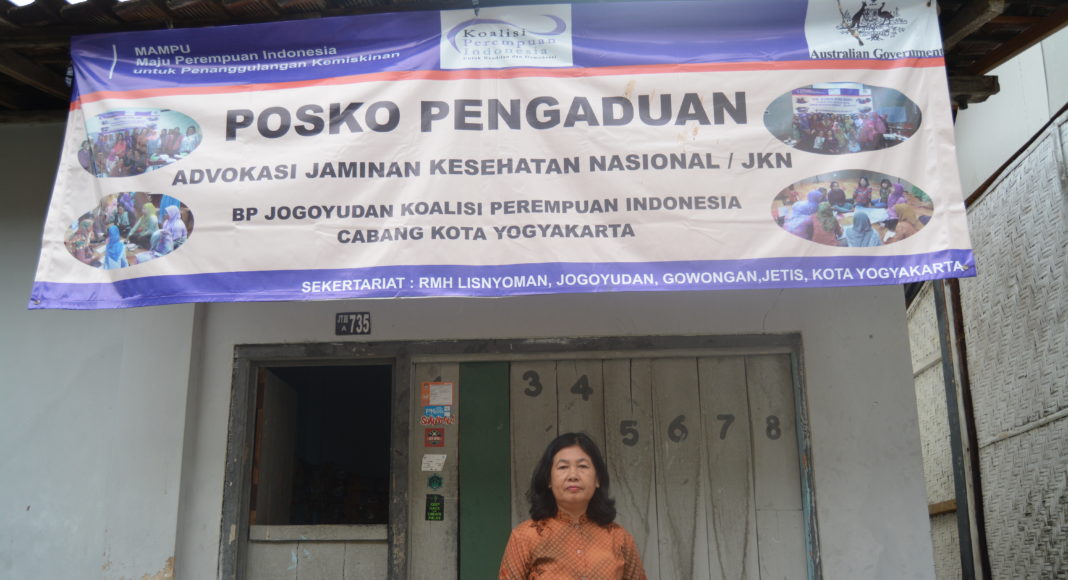 MAMPU
Maju Perempuan Indonesia
untuk Penanggulangan Kemiskinan
Koalisi
Perempuan
Indonesia
Australian Government
POSKO PENGADUAN
ADVOKASI JAMINAN KESEHATAN NASIONAL / JKN
BP JOGOYUDAN KOALISI PEREMPUAN INDONESIA
CABANG KOTA YOGYAKARTA
SEKERTARIAT : RMH LISNYOMAN, JOGOYUDAN, GOWONGAN,JETIS, KOTA YOGYAKARTA
735
3 4
5 6 7 8